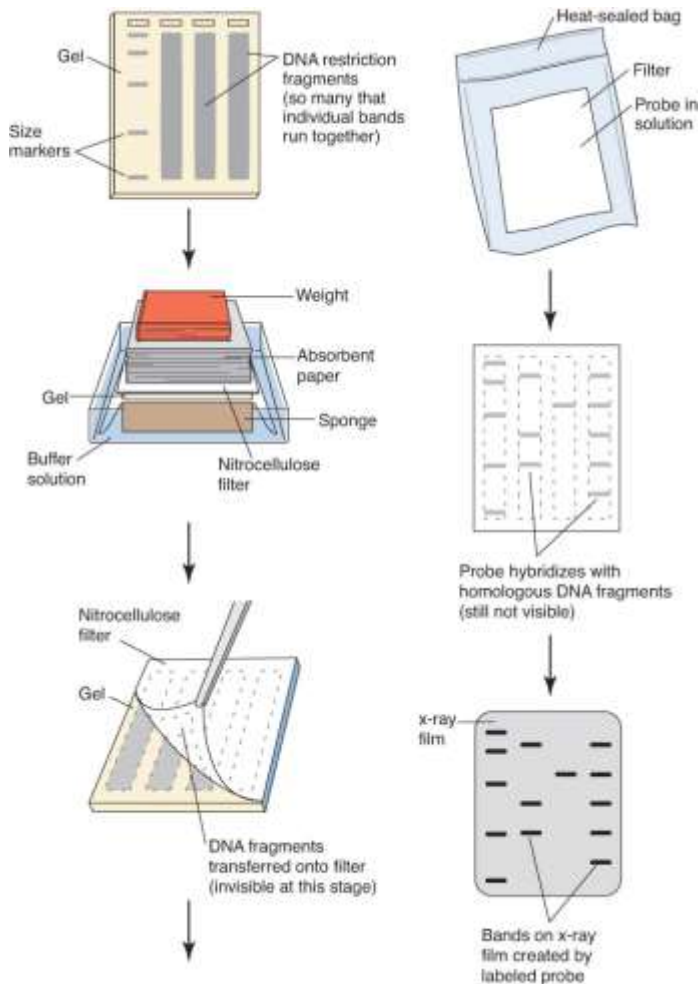 Gel
DNA restriction
fragments
(so many that
individual bands
run together)
Size
markers
Weight
Absorbent
paper
Gel
Sponge
Buffer
solution
Nitrocellulose
filter
Nitrocellulose
filter
Gel
DNA fragments
transferred onto filter
(invisible at this stage)
Heat-sealed bag
Filter
Probe in
solution
Probe hybridizes with
homologous DNA fragments
(still not visible)
x-ray
film
Bands on x-ray
film created by
labeled probe